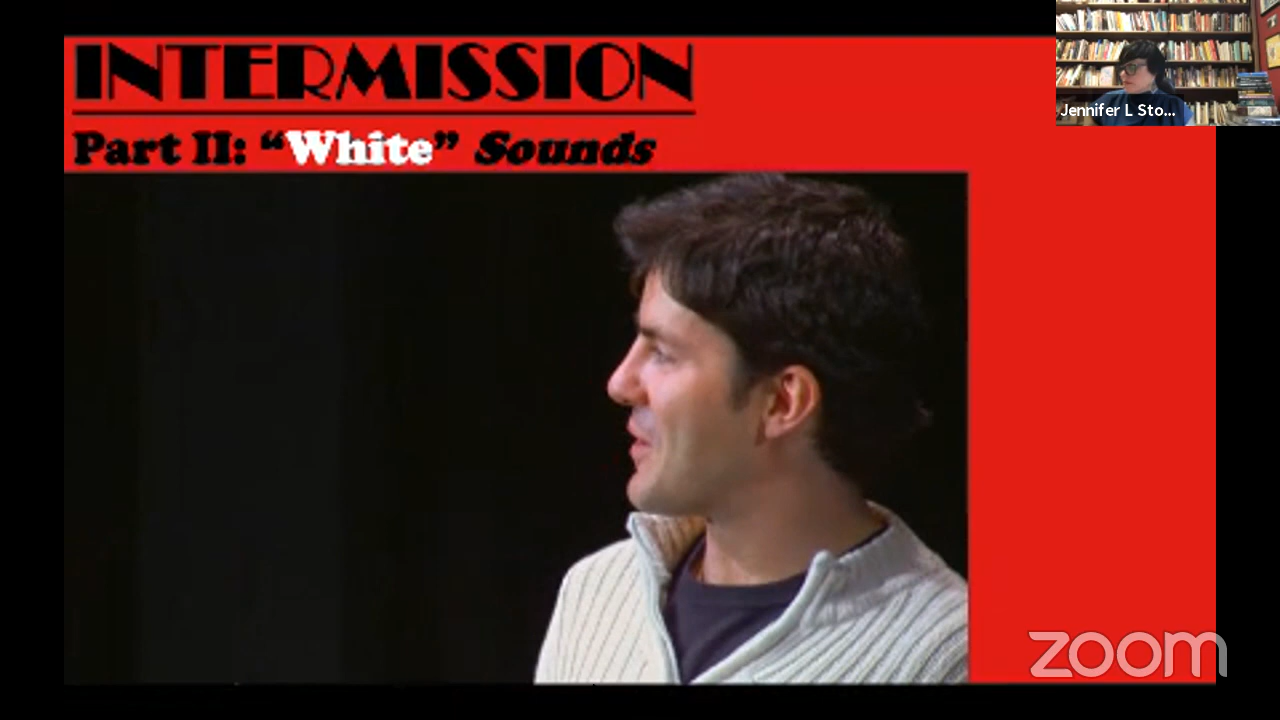 INTERMISSION
Part II: “White” Sounds
Jennifer L Sto...
zoom